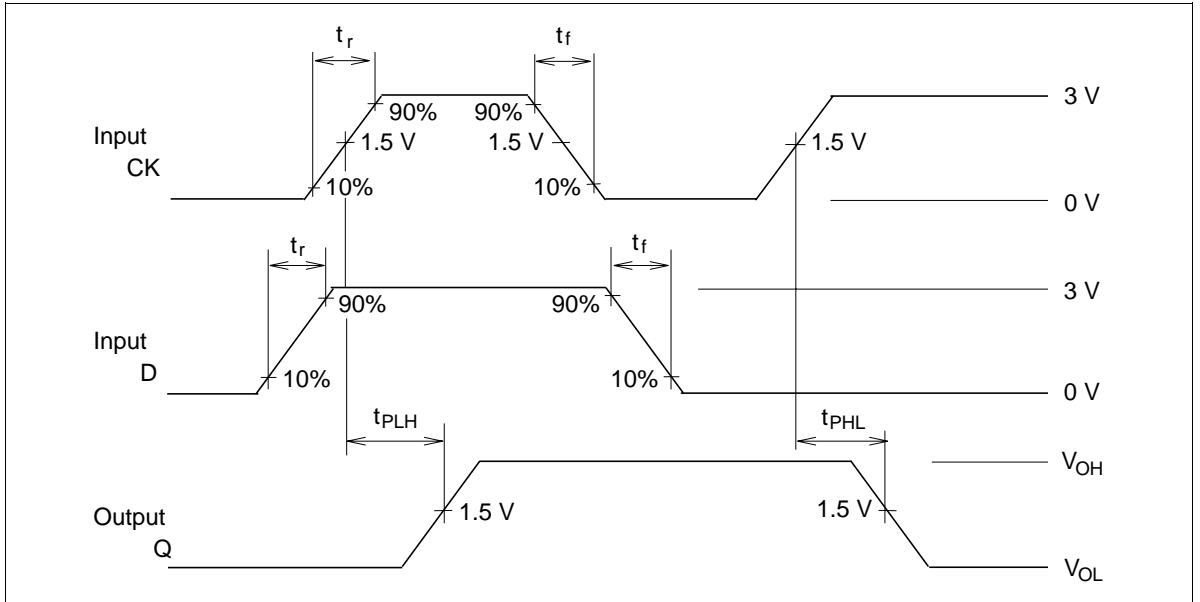 t r
t f
90%
90%
3 V
Input
CK
1.5 V
1.5 V
1.5 V
10%
10%
0 V
t r
t f
90%
90%
3 V
Input
D
10%
10%
0 V
t PLH
t PHL
V OH
Output
Q
1.5 V
1.5 V
V OL